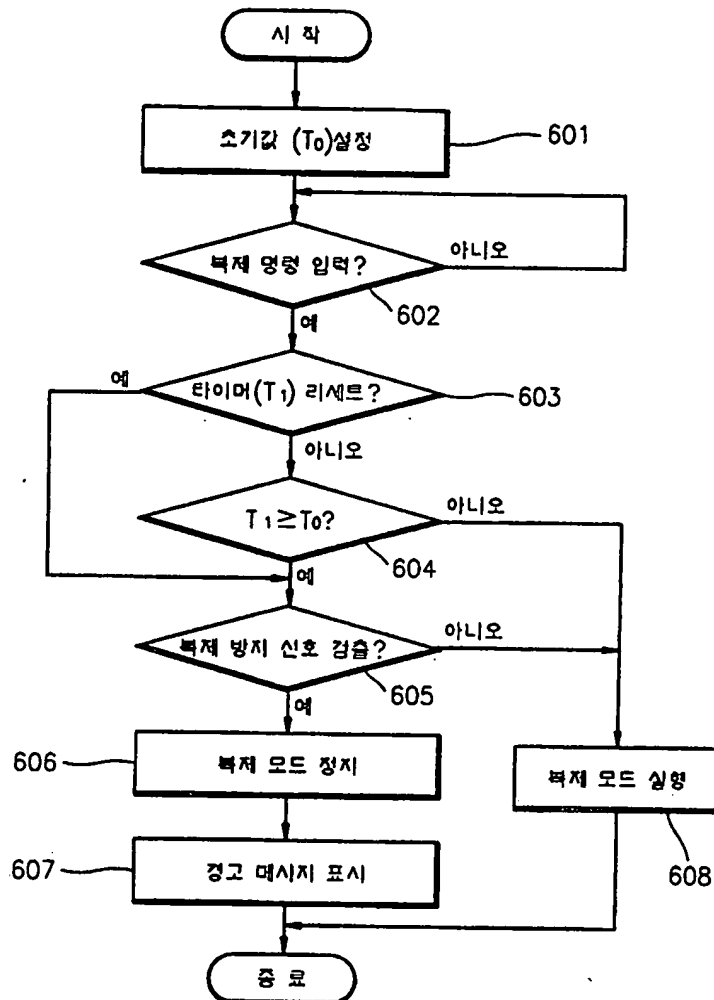 시 작
초기값 (T₀)설정
601
복제 명령 입력?
아니오
602
예
예
타이머(T₁) 리세트?
603
아니오
T₁≥T₀?
아니오
604
예
복제 방지 신호 검출?
아니오
605
예
606
복제 모드 정지
복제 모드 실행
607
경고 메시지 표시
608
종 료